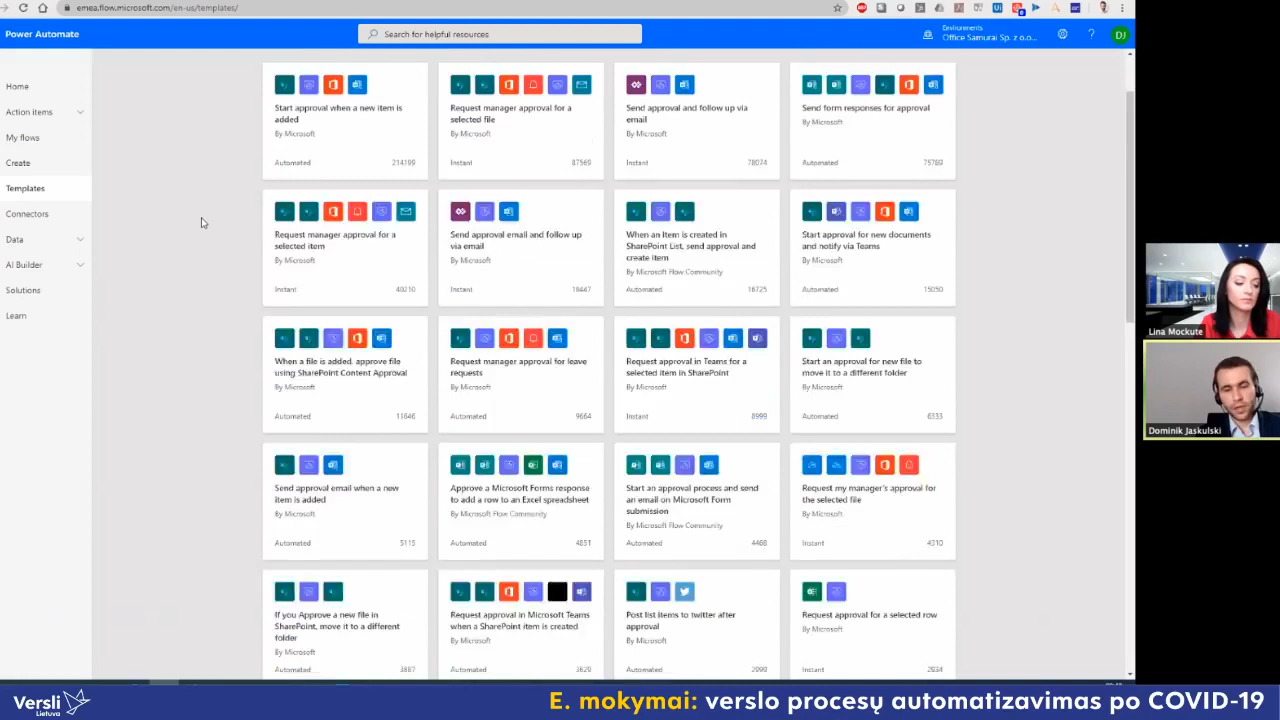 emea.flow.microsoft.com/en-us/templates/
Power Automate
Search for helpful resources
Environments
Office Samurai Sp. z o.o...
?
DJ
Home
Action items
My flows
Create
Templates
Connectors
Data
AI Builder
Solutions
Learn
Start approval when a new item is
added
By Microsoft
Automated
214199
Request manager approval for a
selected file
By Microsoft
Instant
87569
Send approval and follow up via
email
By Microsoft
Instant
78074
Send form responses for approval
By Microsoft
Automated
75789
Request manager approval for a
selected item
By Microsoft
Instant
40210
Send approval email and follow up
via email
By Microsoft
Instant
18447
When an item is created in
SharePoint List, send approval and
create item
By Microsoft Flow Community
Automated
16725
Start approval for new documents
and notify via Teams
By Microsoft
Automated
15050
When a file is added, approve file
using SharePoint Content Approval
By Microsoft
Automated
11646
Request manager approval for leave
requests
By Microsoft
Automated
9664
Request approval in Teams for a
selected item in SharePoint
By Microsoft
Instant
8999
Start an approval for new file to
move it to a different folder
By Microsoft
Automated
6333
Send approval email when a new
item is added
By Microsoft
Automated
5115
Approve a Microsoft Forms response
to add a row to an Excel spreadsheet
By Microsoft Flow Community
Automated
4851
Start an approval process and send
an email on Microsoft Form
submission
By Microsoft Flow Community
Automated
4468
Request my manager's approval for
the selected file
By Microsoft
Instant
4310
If you Approve a new file in
SharePoint, move it to a different
folder
By Microsoft
Automated
3887
Request approval in Microsoft Teams
when a SharePoint item is created
By Microsoft
Automated
3629
Post list items to twitter after
approval
By Microsoft
Automated
2999
Request approval for a selected row
By Microsoft
Instant
2934
Lina Mockute
Dominik Jaskulski
Versli
Lietuva
E. mokymai: verslo procesų automatizavimas po COVID-19